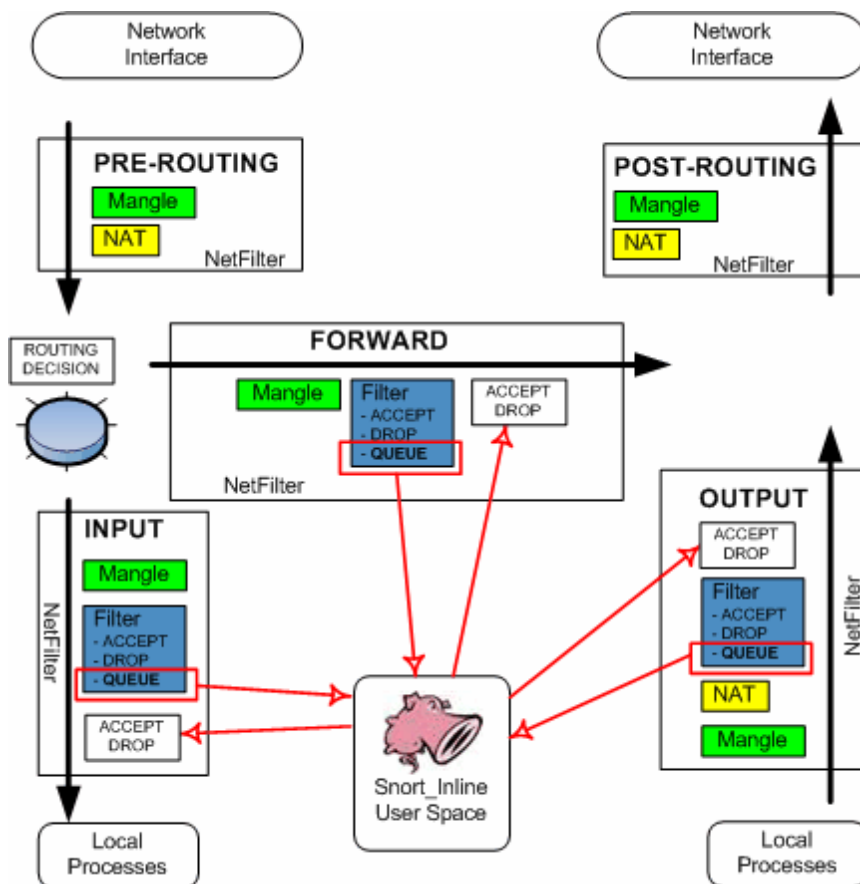 Network
Interface
Network
Interface
PRE-ROUTING
Mangle
NAT
NetFilter
POST-ROUTING
Mangle
NAT
NetFilter
ROUTING
DECISION
FORWARD
Mangle
Filter
- ACCEPT
- DROP
- QUEUE
ACCEPT
DROP
NetFilter
INPUT
Mangle
Filter
- ACCEPT
- DROP
- QUEUE
ACCEPT
DROP
NetFilter
OUTPUT
ACCEPT
DROP
Filter
- ACCEPT
- DROP
- QUEUE
NAT
Mangle
NetFilter
Snort_Inline
User Space
Local
Processes
Local
Processes